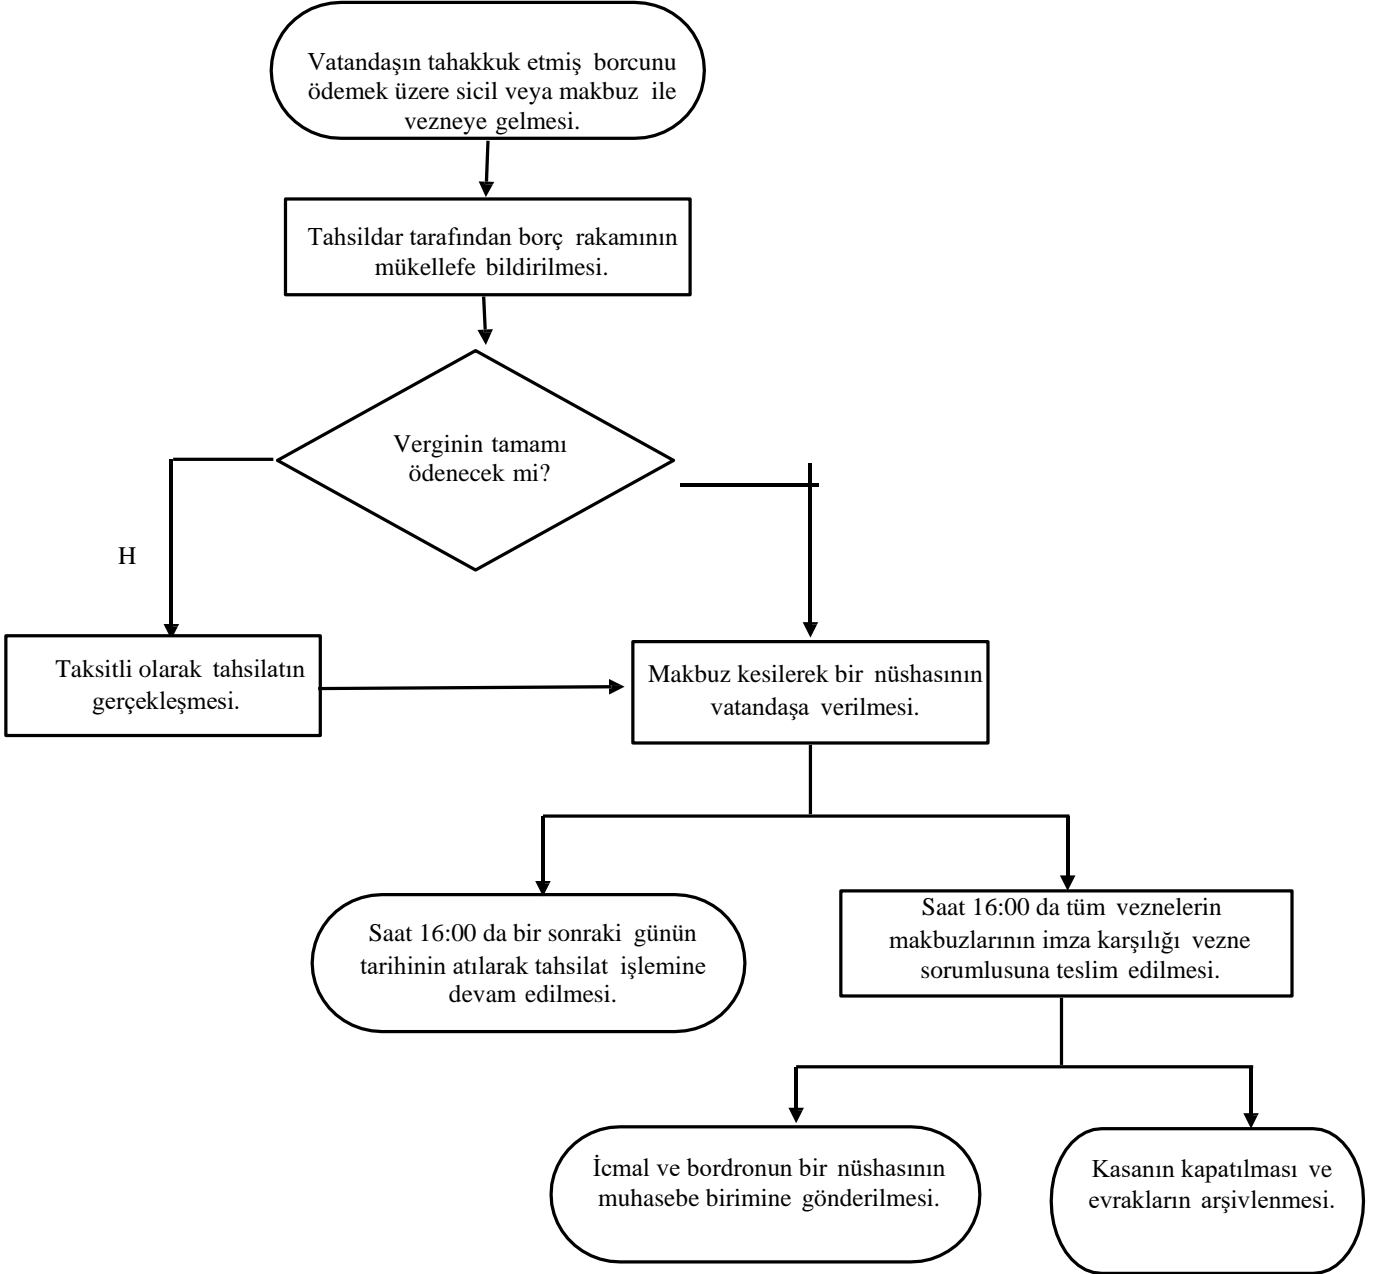 Vatandaşın tahakkuk etmiş borcunu
ödemek üzere sicil veya makbuz ile
vezneye gelmesi.
Tahsildar tarafından borç rakamının
mükellefe bildirilmesi.
Verginin tamamı
ödenecek mi?
H
Taksitli olarak tahsilatın
gerçekleşmesi.
Makbuz kesilerek bir nüshasının
vatandaşa verilmesi.
Saat 16:00 da bir sonraki günün
tarihinin atılarak tahsilat işlemine
devam edilmesi.
Saat 16:00 da tüm veznelerin
makbuzlarının imza karşılığı vezne
sorumlusuna teslim edilmesi.
İcmal ve bordronun bir nüshasının
muhasebe birimine gönderilmesi.
Kasanın kapatılması ve
evrakların arşivlenmesi.